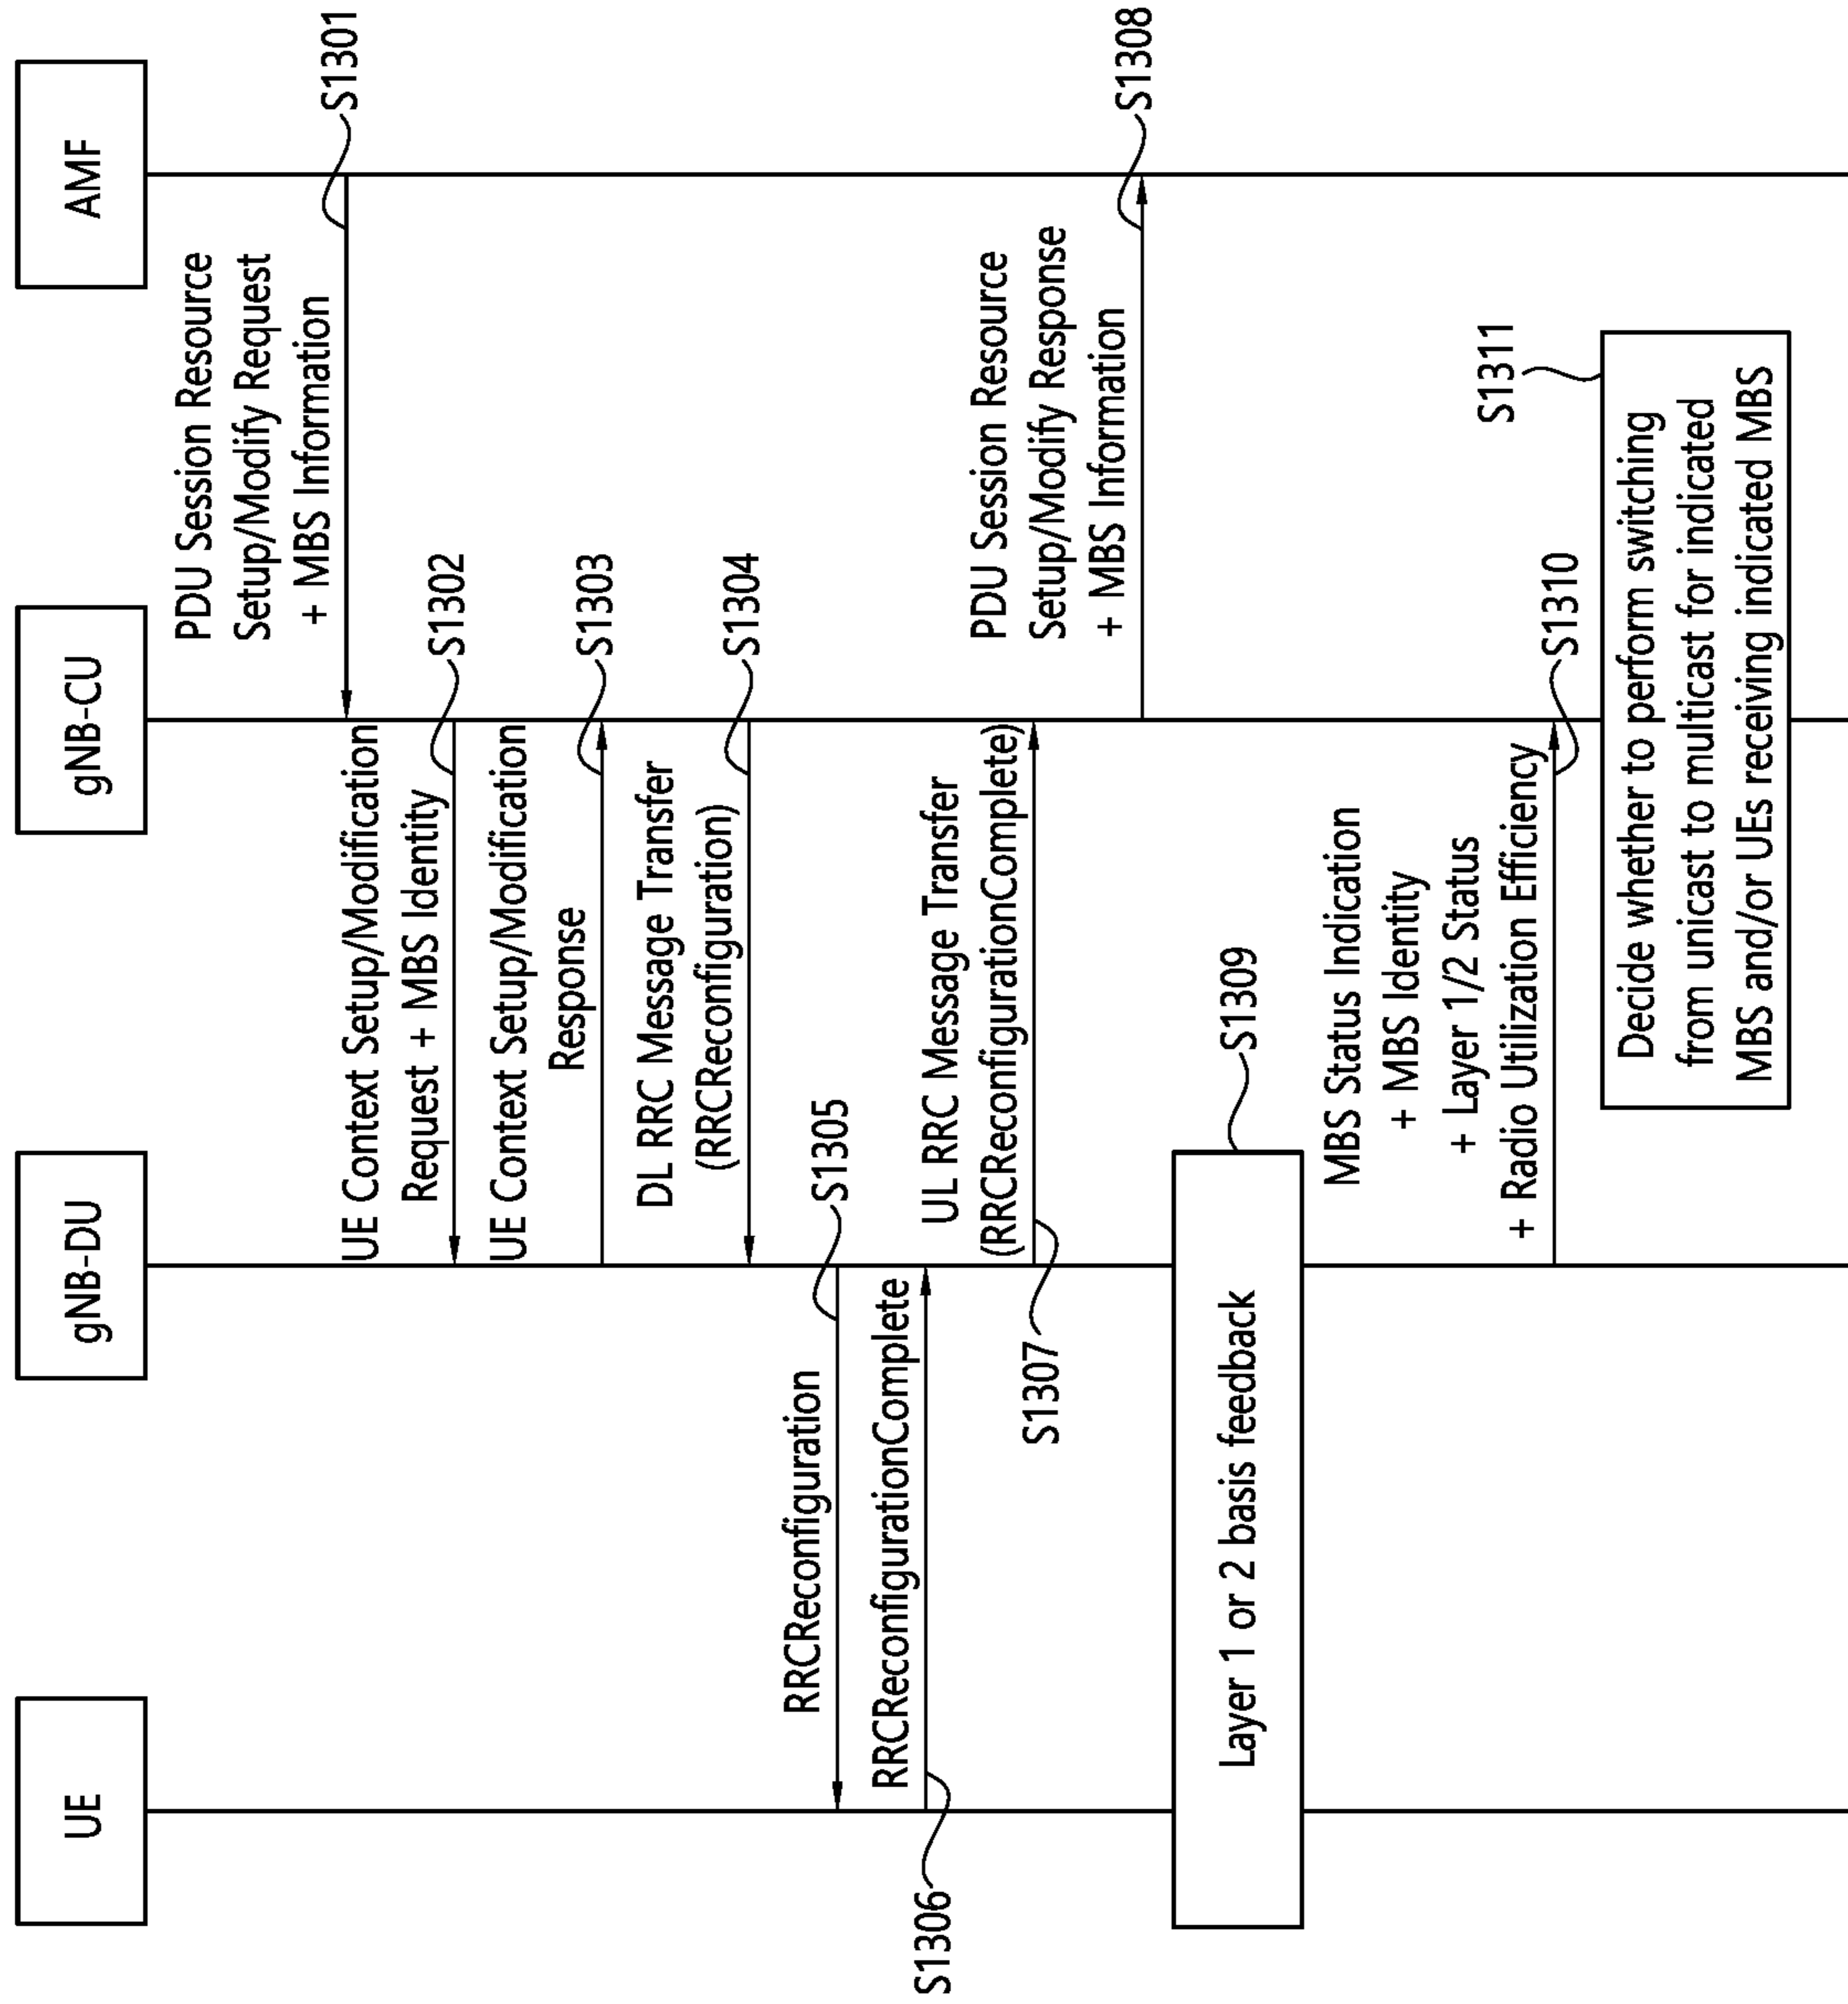 UE
gNB-DU
gNB-CU
AMF
PDU Session Resource
Setup/Modify Request
+ MBS Information
S1301
UE Context Setup/Modification
Request + MBS Identity
S1302
UE Context Setup/Modification
Response
S1303
DL RRC Message Transfer
(RRCReconfiguration)
S1304
RRCReconfiguration
S1305
RRCReconfigurationComplete
S1306
UL RRC Message Transfer
(RRCReconfigurationComplete)
S1307
PDU Session Resource
Setup/Modify Response
+ MBS Information
S1308
Layer 1 or 2 basis feedback
S1309
MBS Status Indication
+ MBS Identity
+ Layer 1/2 Status
+ Radio Utilization Efficiency
S1310
S1311
Decide whether to perform switching
from unicast to multicast for indicated
MBS and/or UEs receiving indicated MBS